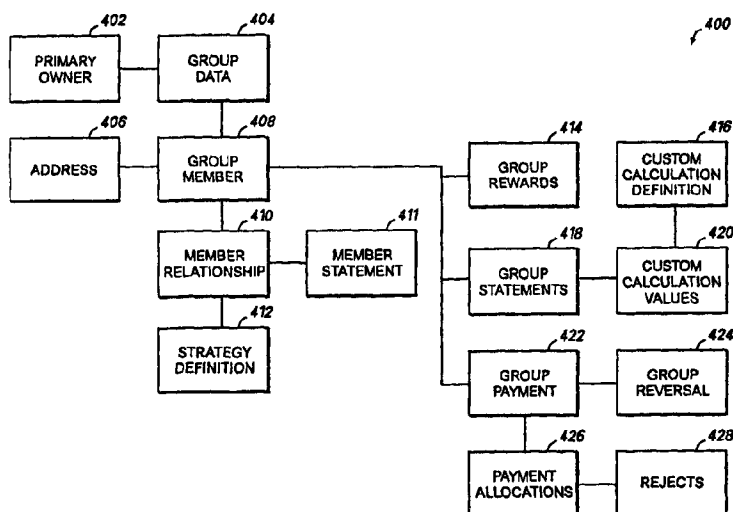 402
404
400
PRIMARY
OWNER
GROUP
DATA
406
408
ADDRESS
GROUP
MEMBER
414
416
GROUP
REWARDS
CUSTOM
CALCULATION
DEFINITION
410
411
MEMBER
RELATIONSHIP
MEMBER
STATEMENT
418
420
GROUP
STATEMENTS
CUSTOM
CALCULATION
VALUES
412
STRATEGY
DEFINITION
422
424
GROUP
PAYMENT
GROUP
REVERSAL
426
428
PAYMENT
ALLOCATIONS
REJECTS